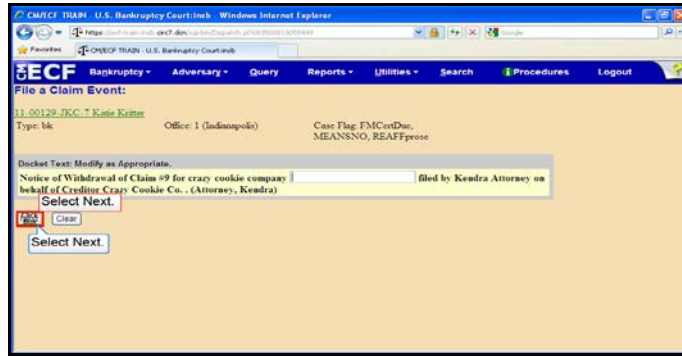 CM/ECF TRAIN - U.S. Bankruptcy Court:insb - Windows Internet Explorer
Google
Favorites CM/ECF TRAIN - U.S. Bankruptcy Court:insb
ECF Bankruptcy Adversary Query Reports Utilities Search Procedures Logout ?
File a Claim Event:
11-00129-JKC-7 Katie Kritter
Type: bk Office: 1 (Indianapolis) Case Flag: FMCertDue,
MEANSNO, REAFFprose
Docket Text: Modify as Appropriate.
Notice of Withdrawal of Claim #9 for crazy cookie company filed by Kendra Attorney on
behalf of Creditor Crazy Cookie Co. . (Attorney, Kendra)
Select Next.
Clear
Select Next.